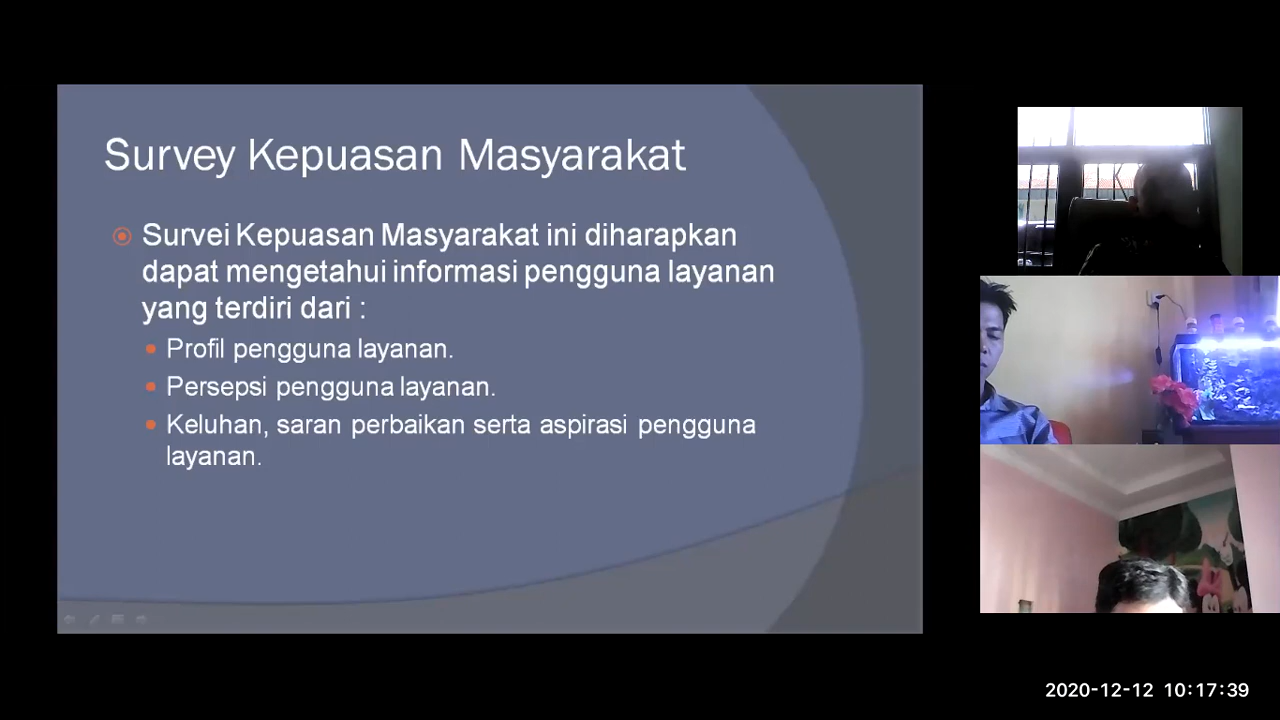 Survey Kepuasan Masyarakat
Survei Kepuasan Masyarakat ini diharapkan
dapat mengetahui informasi pengguna layanan
yang terdiri dari :
Profil pengguna layanan.
Persepsi pengguna layanan.
Keluhan, saran perbaikan serta aspirasi pengguna
layanan.
2020-12-12 10:17:39